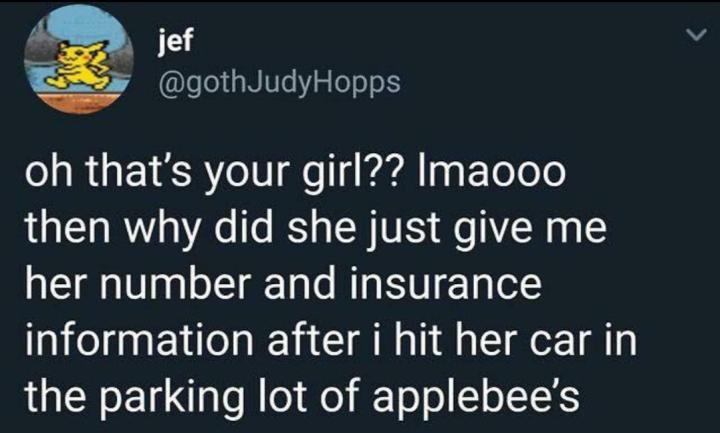 jef
@gothJudyHopps
oh that's your girl?? lmaooo
then why did she just give me
her number and insurance
information after i hit her car in
the parking lot of applebee's